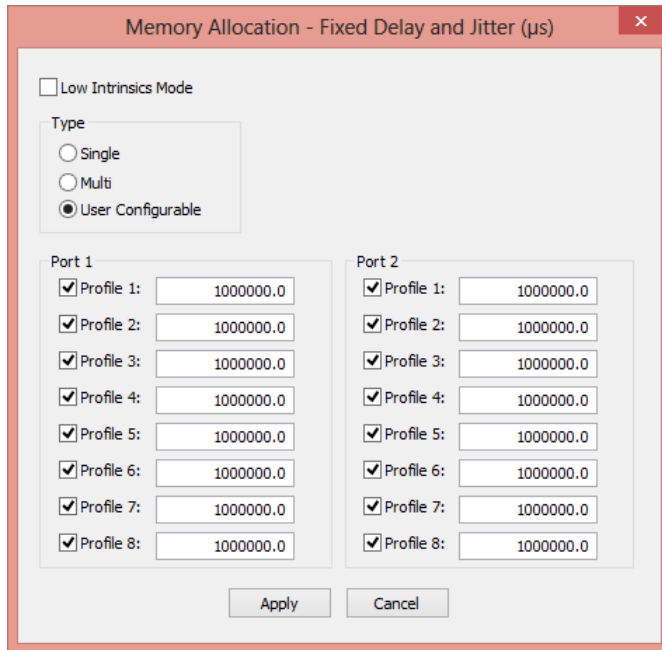 Memory Allocation - Fixed Delay and Jitter (µs)
Low Intrinsics Mode
Type
Single
Multi
User Configurable
Port 1
Profile 1: 1000000.0
Profile 2: 1000000.0
Profile 3: 1000000.0
Profile 4: 1000000.0
Profile 5: 1000000.0
Profile 6: 1000000.0
Profile 7: 1000000.0
Profile 8: 1000000.0
Port 2
Profile 1: 1000000.0
Profile 2: 1000000.0
Profile 3: 1000000.0
Profile 4: 1000000.0
Profile 5: 1000000.0
Profile 6: 1000000.0
Profile 7: 1000000.0
Profile 8: 1000000.0
Apply Cancel